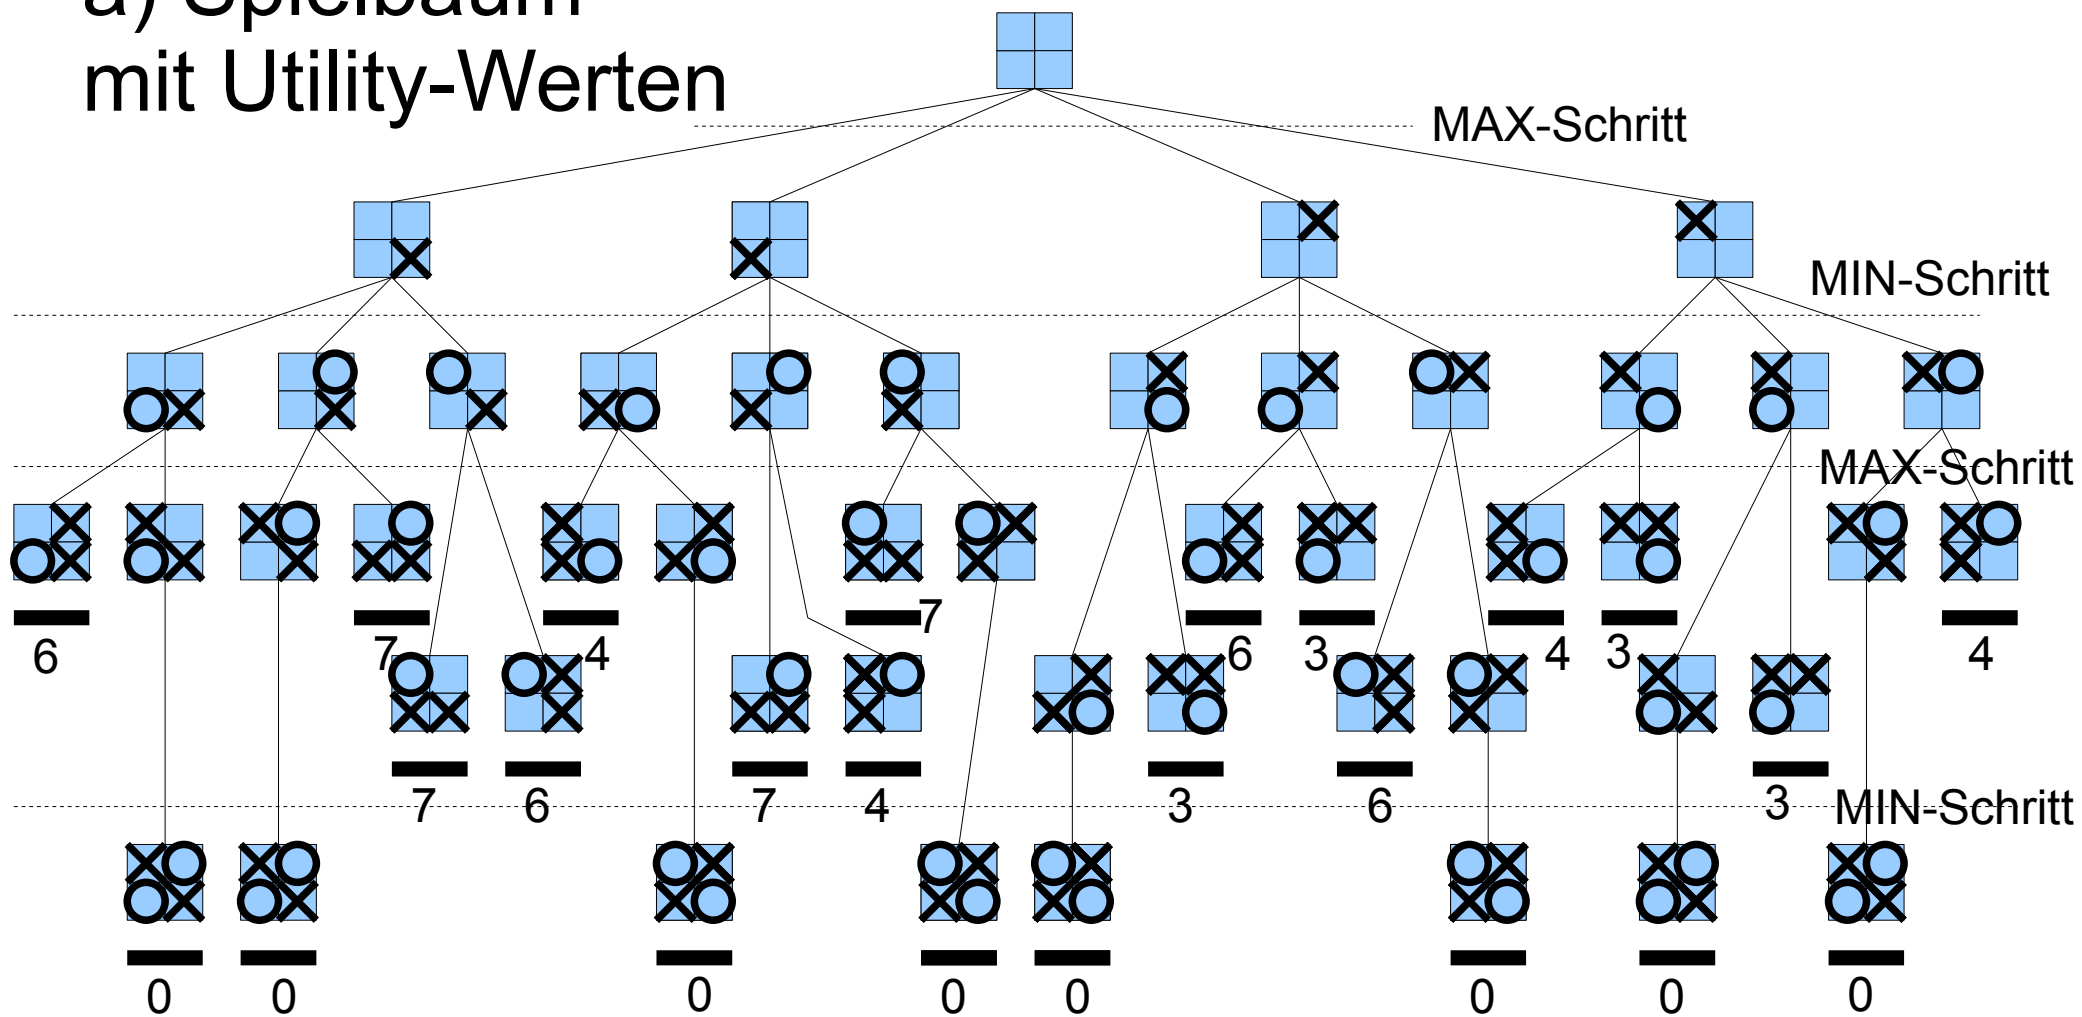 a) Spielbaum
mit Utility-Werten
MAX-Schritt
MIN-Schritt
MAX-Schritt
6 7 4 7 6 3 4 3 4
7 6 7 4 3 6 3
MIN-Schritt
0 0 0 0 0 0 0 0